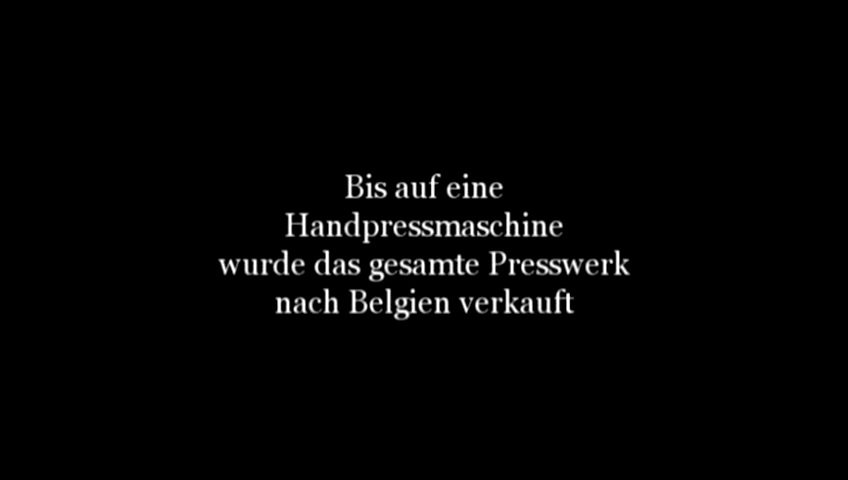 Bis auf eine
Handpressmaschine
wurde das gesamte Presswerk
nach Belgien verkauft